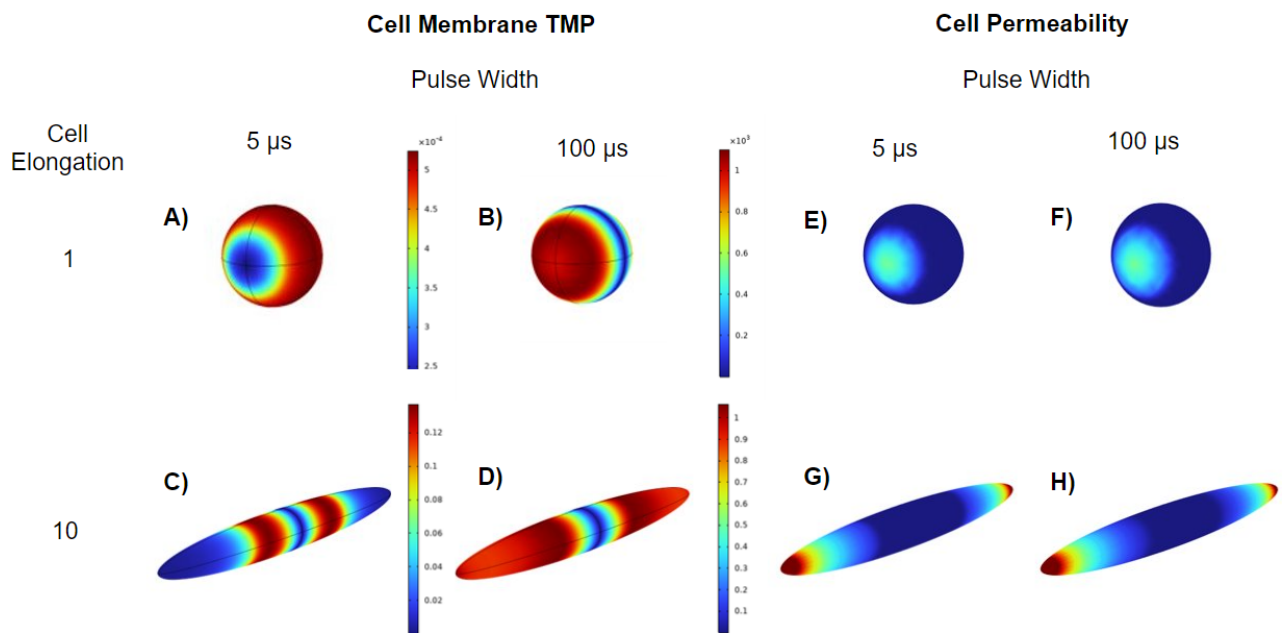 Cell Membrane TMP
Cell Permeability
Pulse Width
Pulse Width
Cell
Elongation
5 µs
100 µs
5 µs
100 µs
×10⁻⁴
5
4.5
4
3.5
3
2.5
×10³
1
0.8
0.6
0.4
0.2
A)
B)
E)
F)
1
0.12
0.1
0.08
0.06
0.04
0.02
1
0.9
0.8
0.7
0.6
0.5
0.4
0.3
0.2
0.1
C)
D)
G)
H)
10